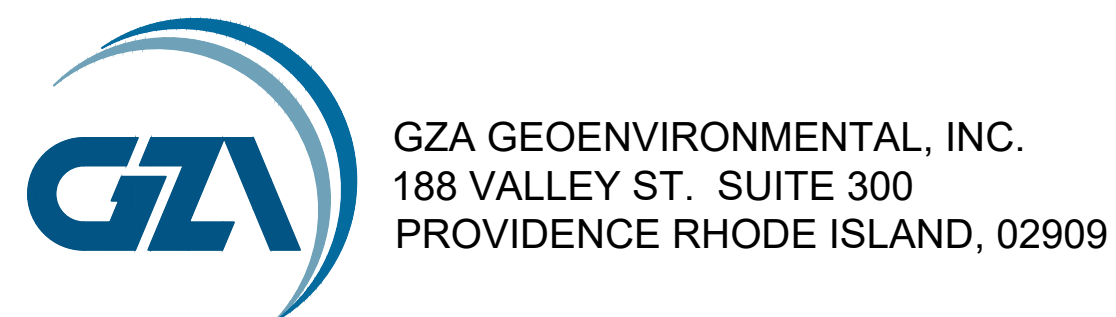 GZA
GZA GEOENVIRONMENTAL, INC.
188 VALLEY ST. SUITE 300
PROVIDENCE RHODE ISLAND, 02909